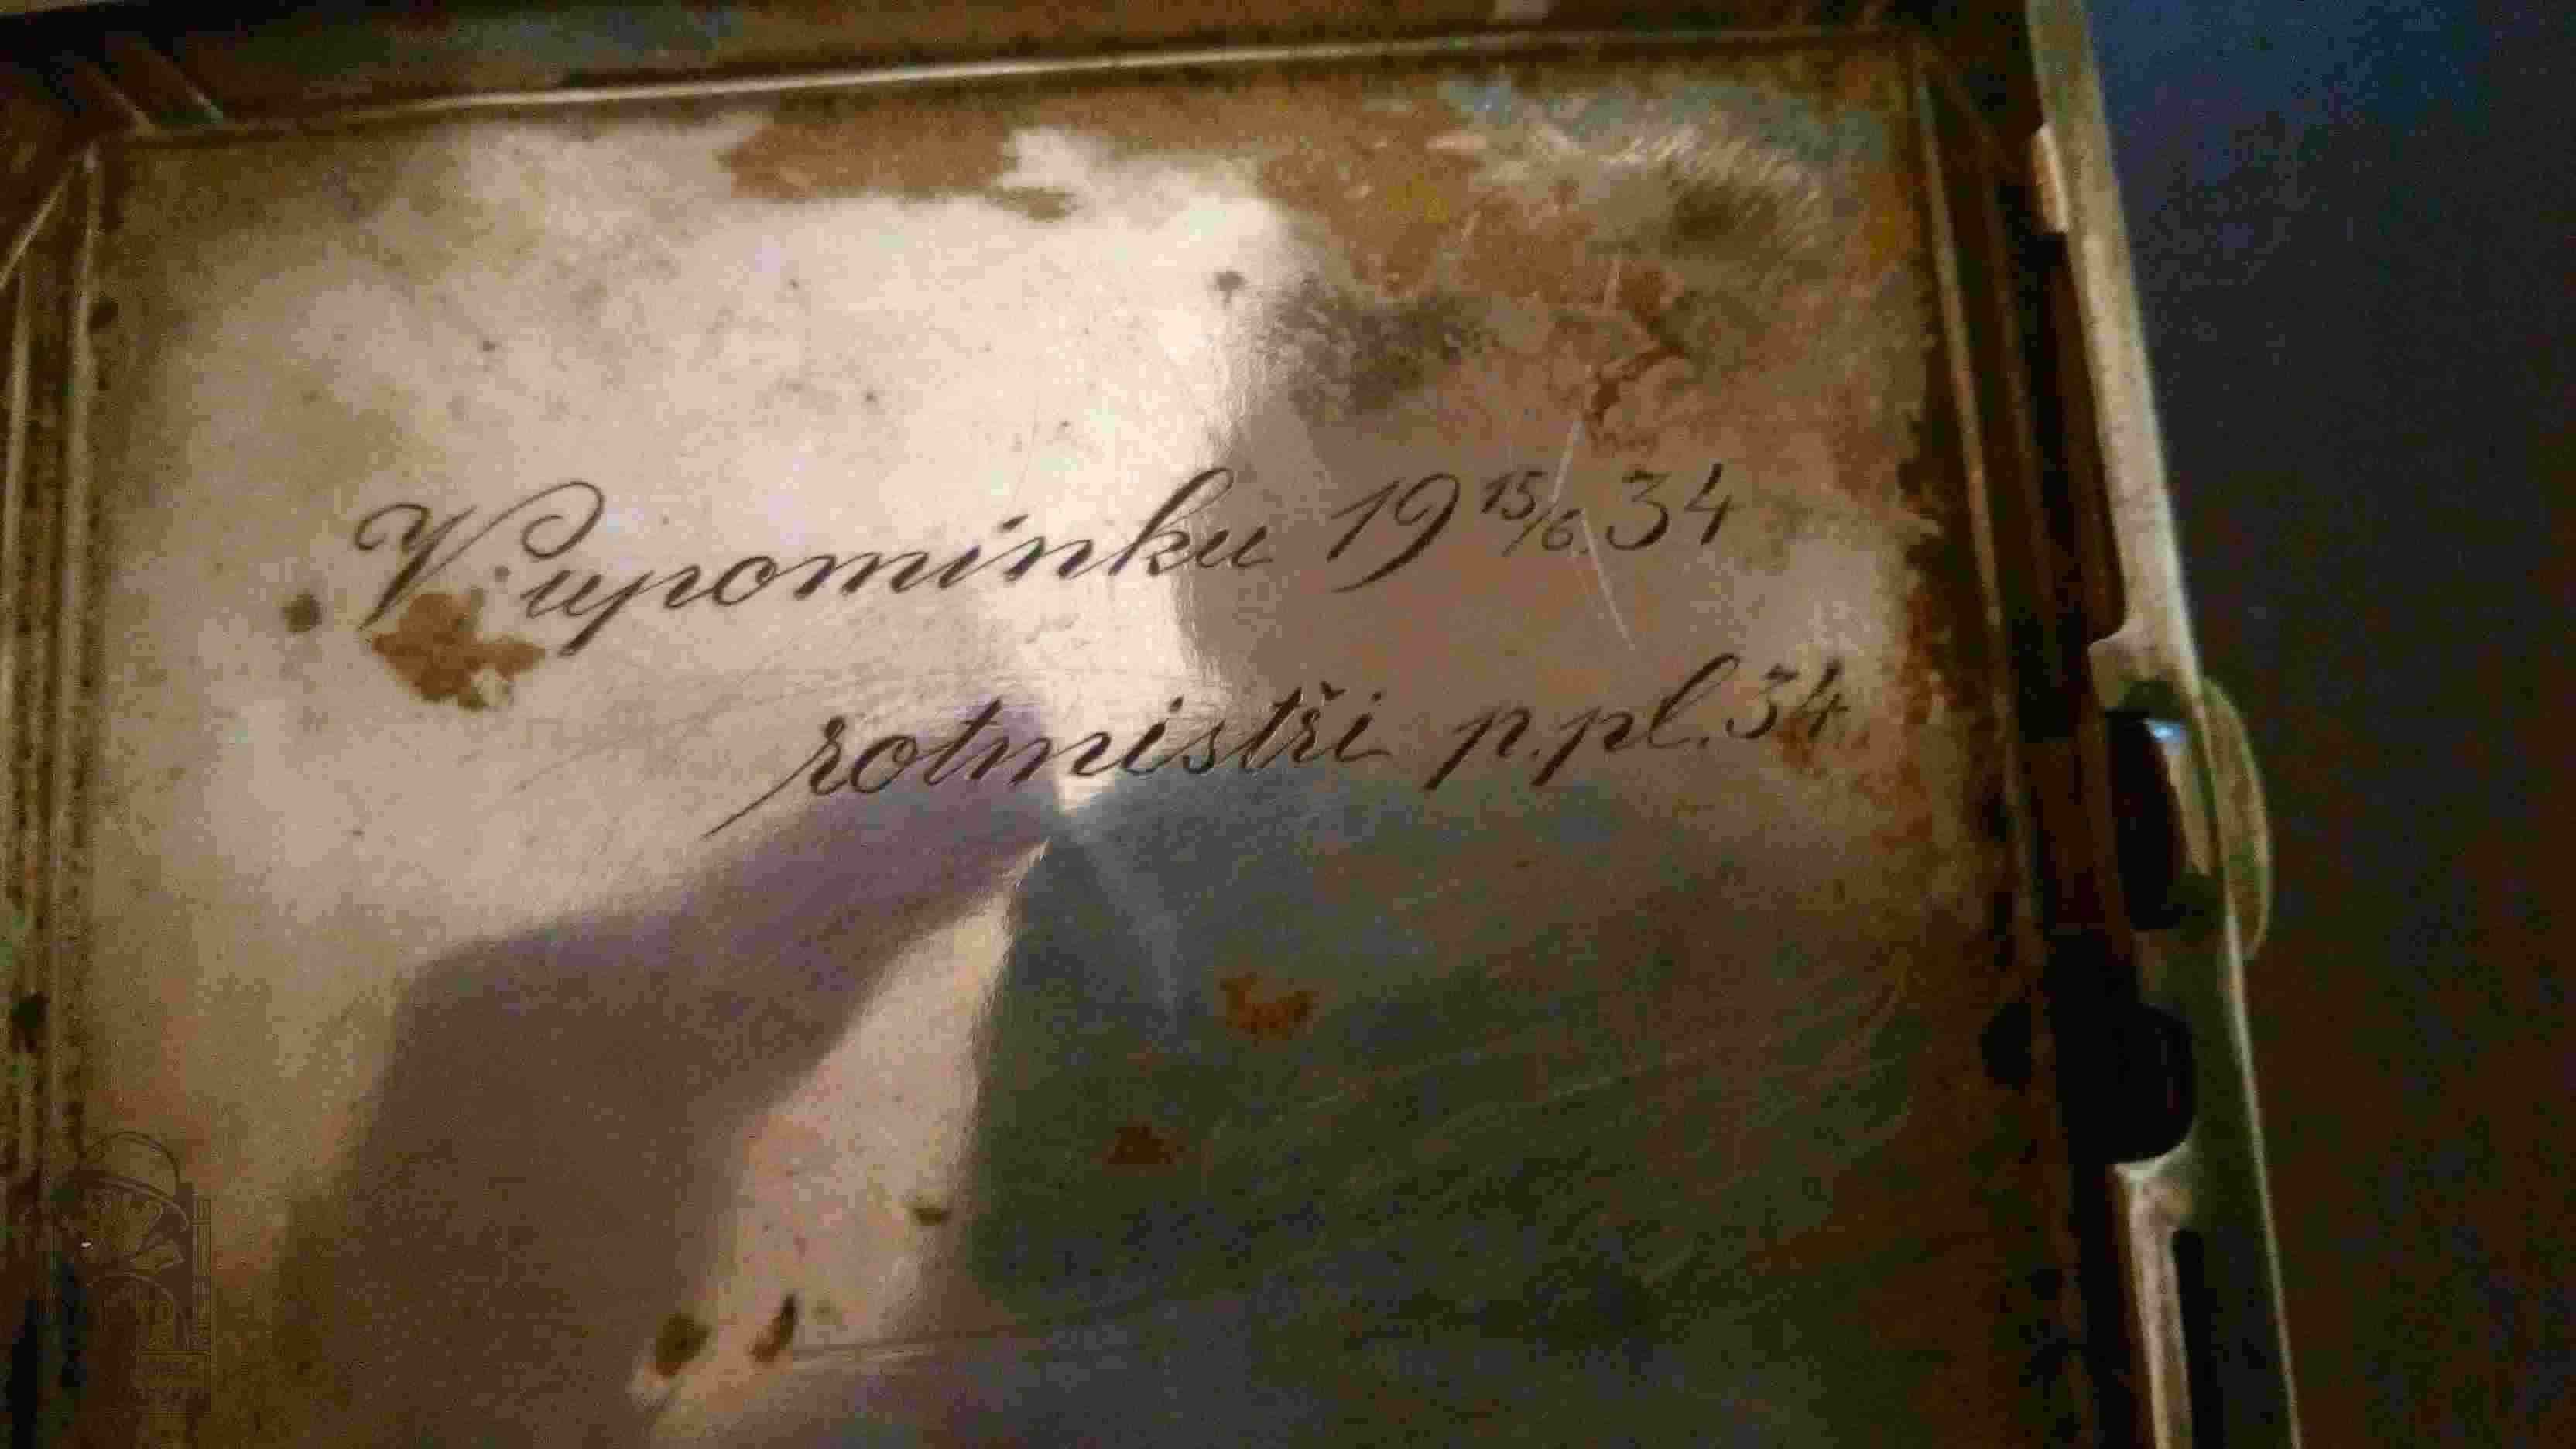 V upomínku 19 15/6. 34
rotmistři p. pl. 34.